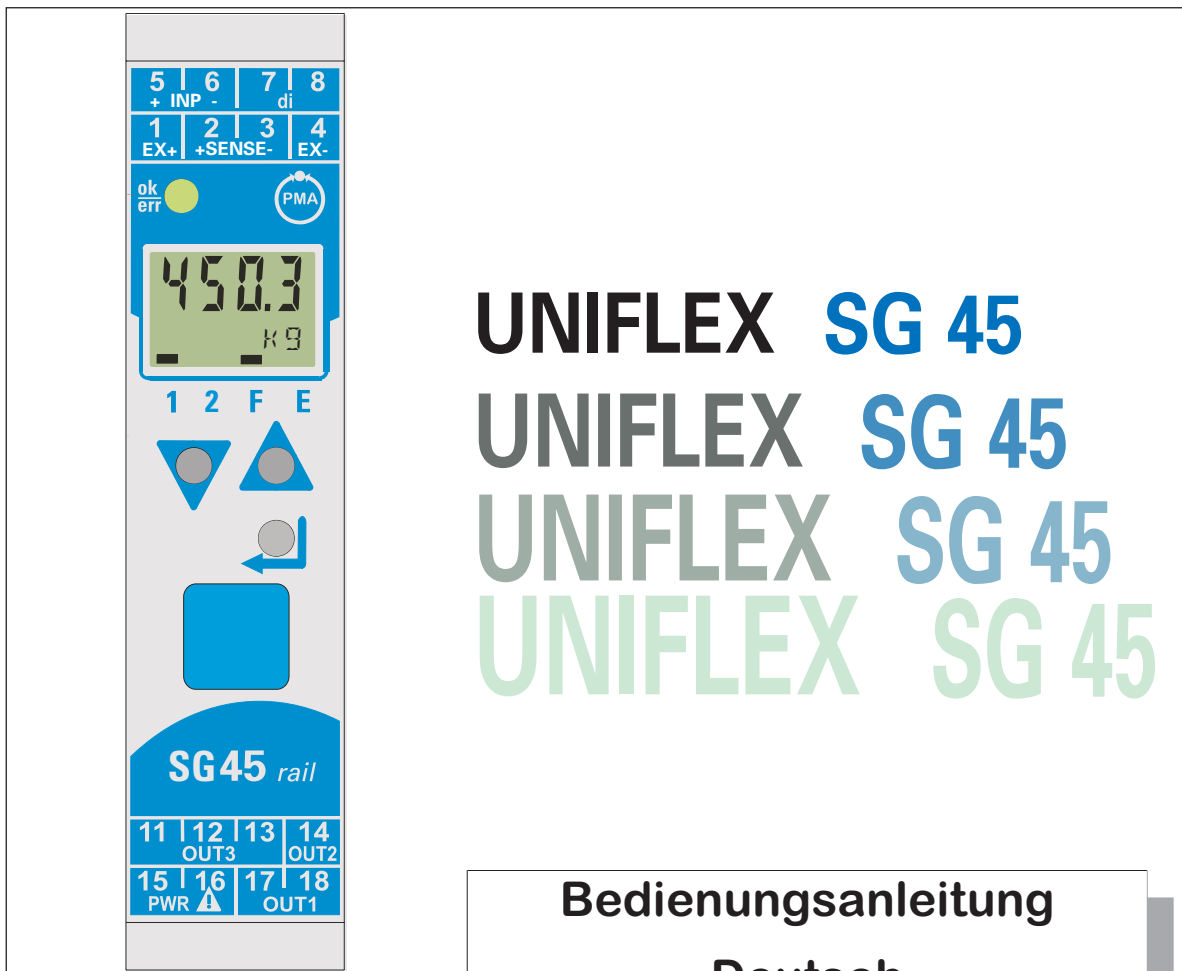 5 6 7 8
+ INP - di
1 2 3 4
EX+ +SENSE- EX-
ok
err
PMA
450.3
kg
1 2 F E
SG45 rail
11 12 13 14
OUT3 OUT2
15 16 17 18
PWR OUT1
UNIFLEX SG 45
UNIFLEX SG 45
UNIFLEX SG 45
UNIFLEX SG 45
Bedienungsanleitung
Deutsch